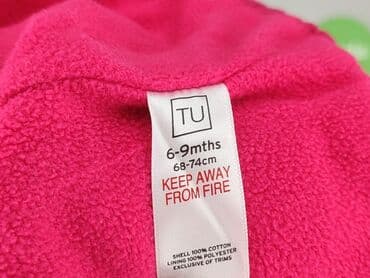 TU
6-9mths
68-74cm
KEEP AWAY
FROM FIRE
SHELL 100% COTTON
LINING 100% POLYESTER
EXCLUSIVE OF TRIMS